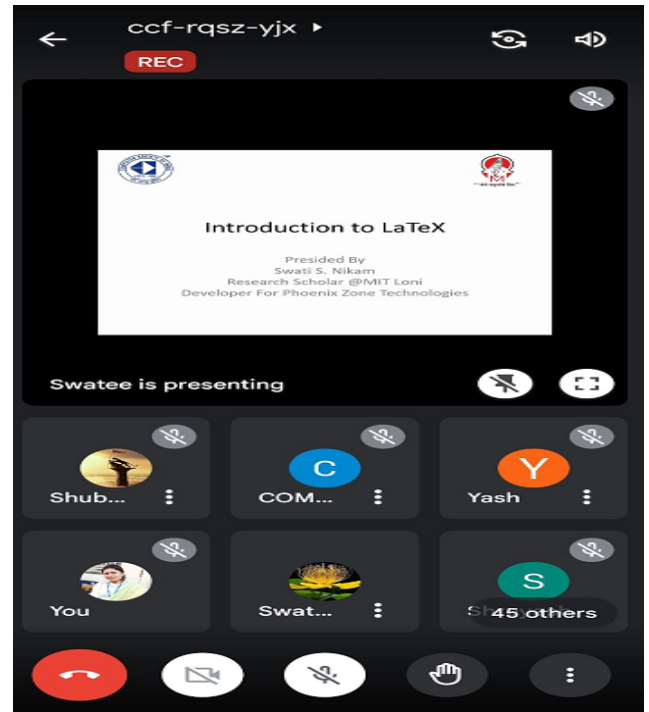 ccf-rqsz-yjx
REC
Introduction to LaTeX
Presided By
Swati S. Nikam
Research Scholar @MIT Loni
Developer For Phoenix Zone Technologies
Swatee is presenting
Shub...
COM...
Yash
You
Swat...
45 others
C
Y
S